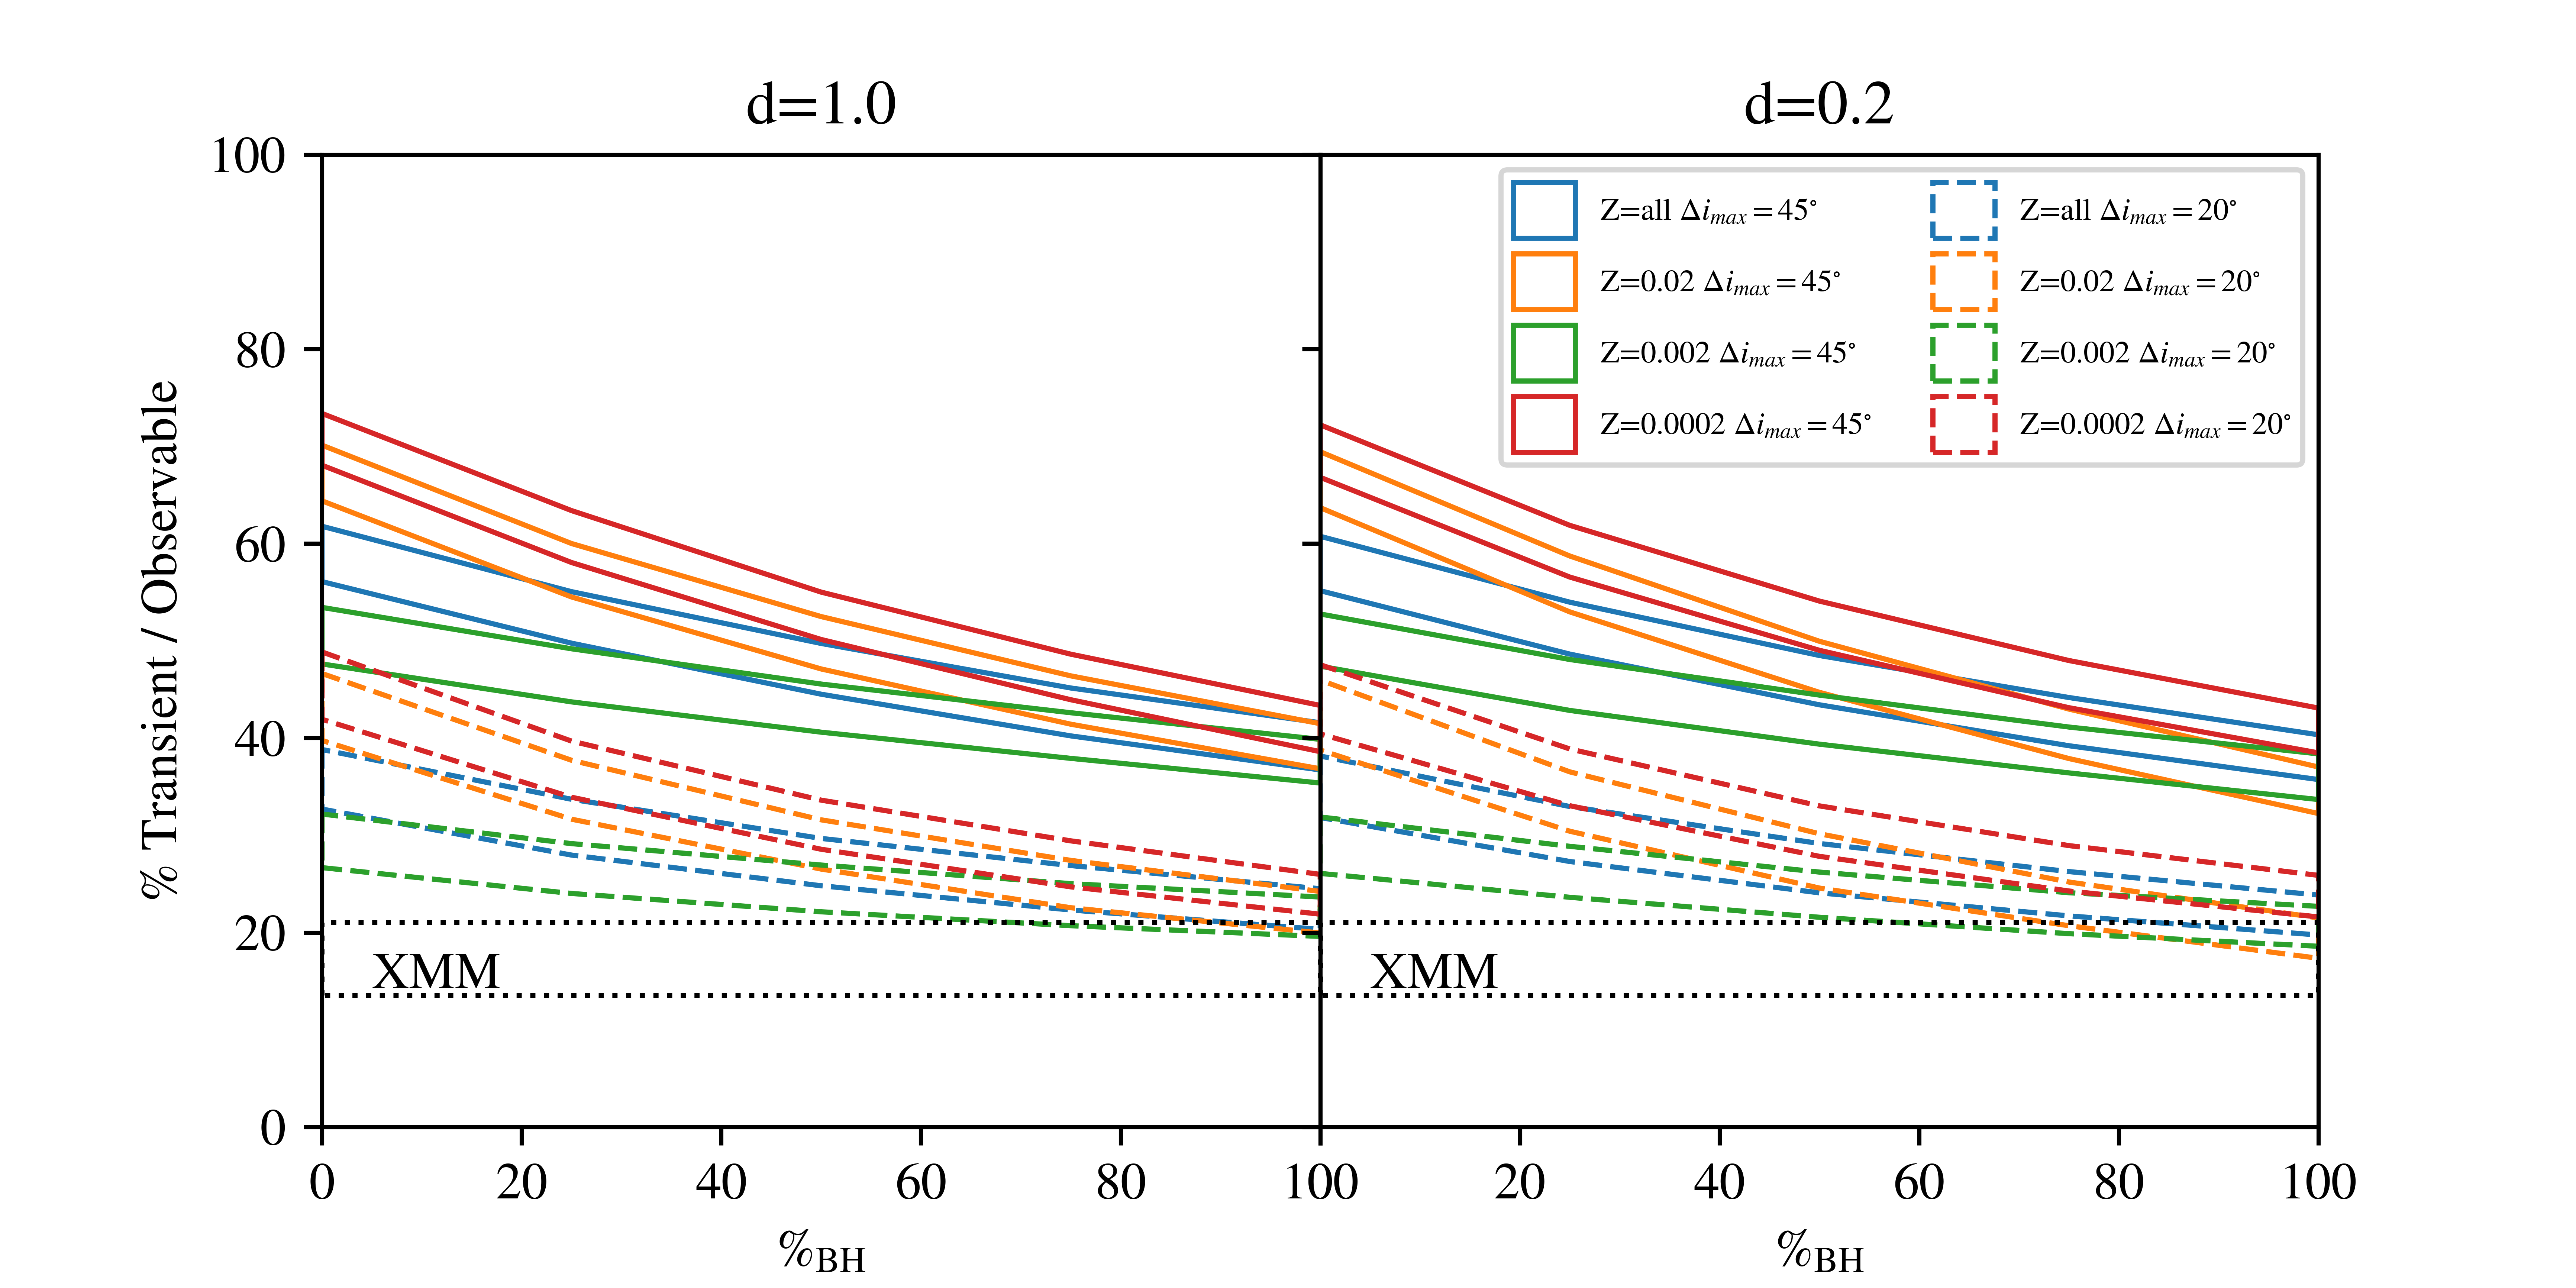 d=1.0
d=0.2
% Transient / Observable
100
80
60
40
20
0
Z=all Δi_max = 45°
Z=0.02 Δi_max = 45°
Z=0.002 Δi_max = 45°
Z=0.0002 Δi_max = 45°
Z=all Δi_max = 20°
Z=0.02 Δi_max = 20°
Z=0.002 Δi_max = 20°
Z=0.0002 Δi_max = 20°
XMM
XMM
0 20 40 60 80 100 20 40 60 80 100
%BH
%BH